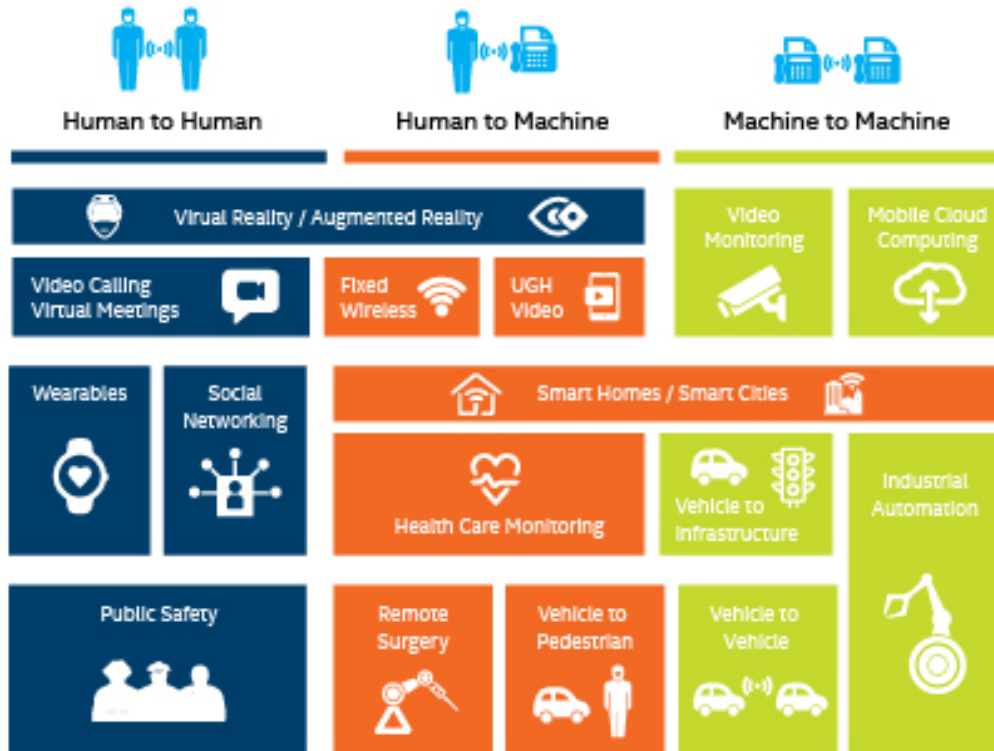 Human to Human
Human to Machine
Machine to Machine
Virual Reality / Augmented Reality
Video
Monitoring
Mobile Cloud
Computing
Video Calling
Virtual Meetings
Fixed
Wireless
UGH
Video
Wearables
Social
Networking
Smart Homes / Smart Cities
Health Care Monitoring
Vehicle to
Infrastructure
Industrial
Automation
Public Safety
Remote
Surgery
Vehicle to
Pedestrian
Vehicle to
Vehicle